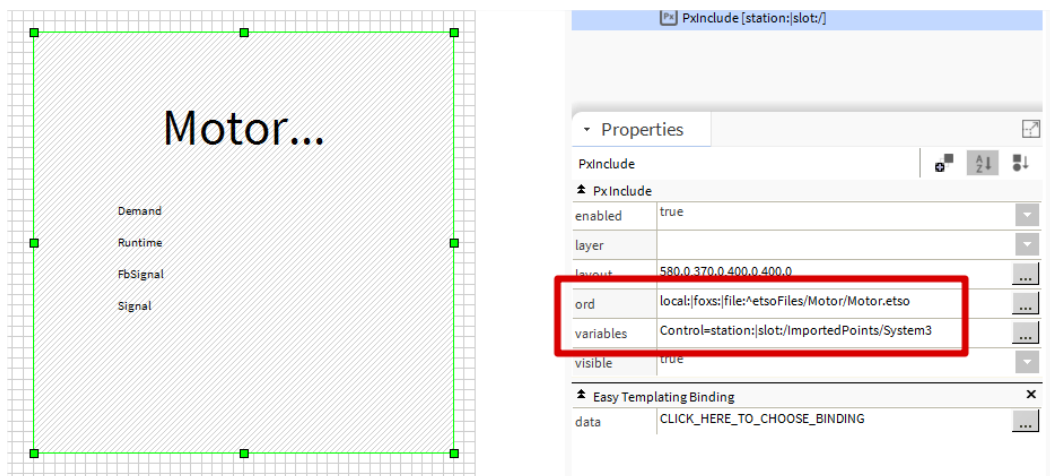 Px PxInclude [station:|slot:/]
Motor...
Demand
Runtime
FbSignal
Signal
Properties
PxInclude
A
Z
PxInclude
enabled true
layer
layout 580.0,370.0,400.0,400.0
ord local:|foxs:|file:^etsoFiles/Motor/Motor.etso
variables Control=station:|slot:/ImportedPoints/System3
visible true
Easy Templating Binding ×
data CLICK_HERE_TO_CHOOSE_BINDING